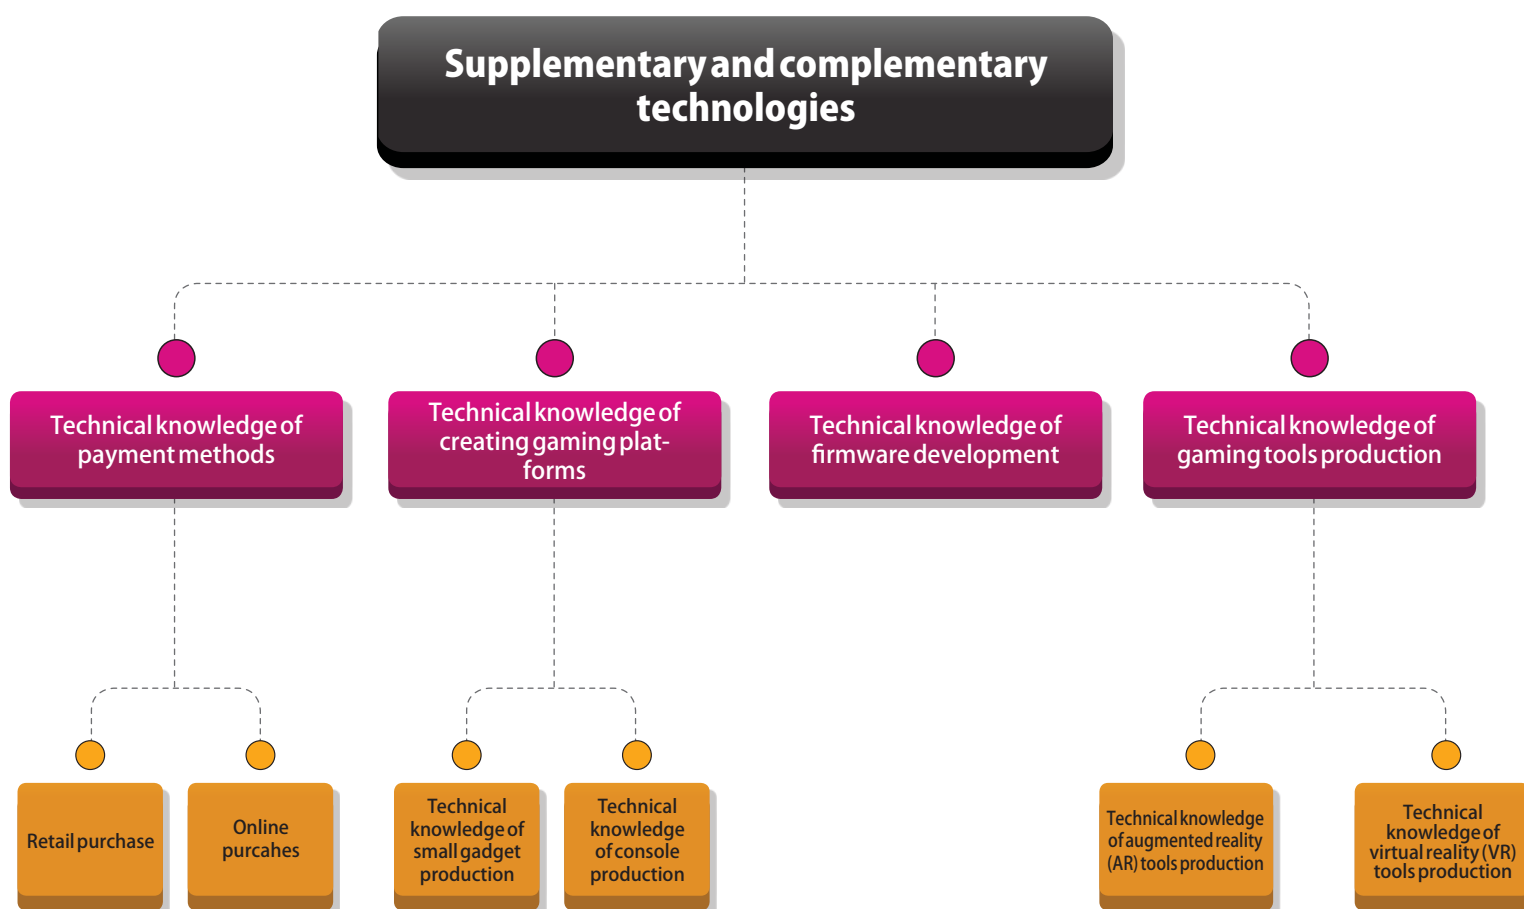 Supplementary and complementary
technologies
Technical knowledge of
payment methods
Technical knowledge of
creating gaming plat-
forms
Technical knowledge of
firmware development
Technical knowledge of
gaming tools production
Retail purchase
Online
purcahes
Technical
knowledge of
small gadget
production
Technical
knowledge
of console
production
Technical knowledge
of augmented reality
(AR) tools production
Technical
knowledge of
virtual reality (VR)
tools production